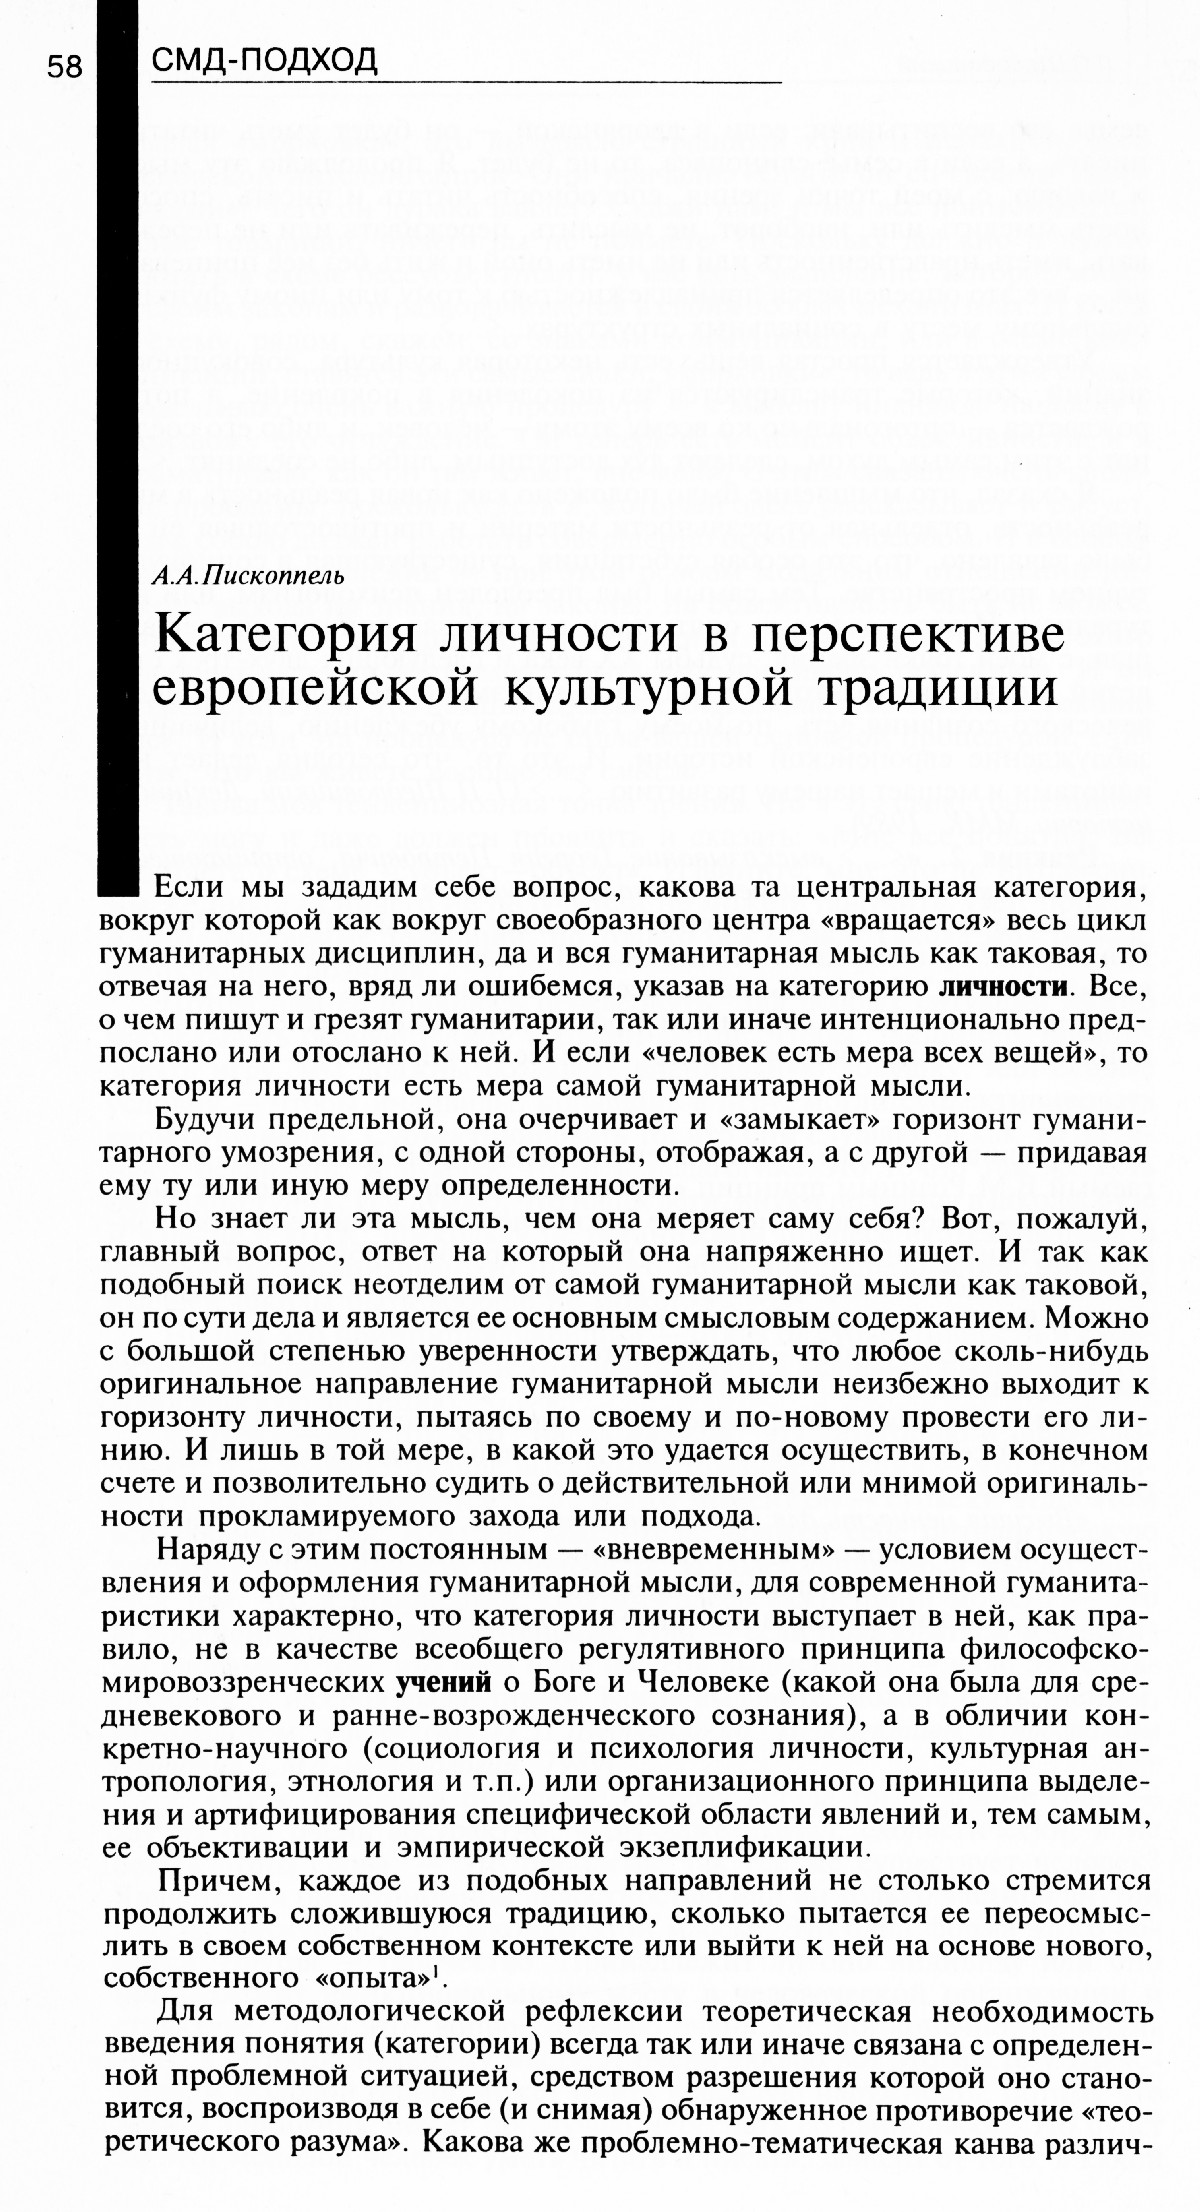 58
СМД-ПОДХОД
А.А.Пископпель
Категория личности в перспективе
европейской культурной традиции
Если мы зададим себе вопрос, какова та центральная категория,
вокруг которой как вокруг своеобразного центра «вращается» весь цикл
гуманитарных дисциплин, да и вся гуманитарная мысль как таковая, то
отвечая на него, вряд ли ошибемся, указав на категорию личности. Все,
о чем пишут и грезят гуманитарии, так или иначе интенционально пред-
послано или отослано к ней. И если «человек есть мера всех вещей», то
категория личности есть мера самой гуманитарной мысли.
Будучи предельной, она очерчивает и «замыкает» горизонт гумани-
тарного умозрения, с одной стороны, отображая, а с другой — придавая
ему ту или иную меру определенности.
Но знает ли эта мысль, чем она меряет саму себя? Вот, пожалуй,
главный вопрос, ответ на который она напряженно ищет. И так как
подобный поиск неотделим от самой гуманитарной мысли как таковой,
он по сути дела и является ее основным смысловым содержанием. Можно
с большой степенью уверенности утверждать, что любое сколь-нибудь
оригинальное направление гуманитарной мысли неизбежно выходит к
горизонту личности, пытаясь по своему и по-новому провести его ли-
нию. И лишь в той мере, в какой это удается осуществить, в конечном
счете и позволительно судить о действительной или мнимой оригиналь-
ности прокламируемого захода или подхода.
Наряду с этим постоянным — «вневременным» — условием осущест-
вления и оформления гуманитарной мысли, для современной гуманита-
ристики характерно, что категория личности выступает в ней, как пра-
вило, не в качестве всеобщего регулятивного принципа философско-
мировоззренческих учений о Боге и Человеке (какой она была для сре-
дневекового и ранне-возрожденческого сознания), а в обличии кон-
кретно-научного (социология и психология личности, культурная ан-
тропология, этнология и т.п.) или организационного принципа выделе-
ния и артифицирования специфической области явлений и, тем самым,
ее объективации и эмпирической экзеплификации.
Причем, каждое из подобных направлений не столько стремится
продолжить сложившуюся традицию, сколько пытается ее переосмыс-
лить в своем собственном контексте или выйти к ней на основе нового,
собственного «опыта»¹.
Для методологической рефлексии теоретическая необходимость
введения понятия (категории) всегда так или иначе связана с определен-
ной проблемной ситуацией, средством разрешения которой оно стано-
вится, воспроизводя в себе (и снимая) обнаруженное противоречие «тео-
ретического разума». Какова же проблемно-тематическая канва различ-